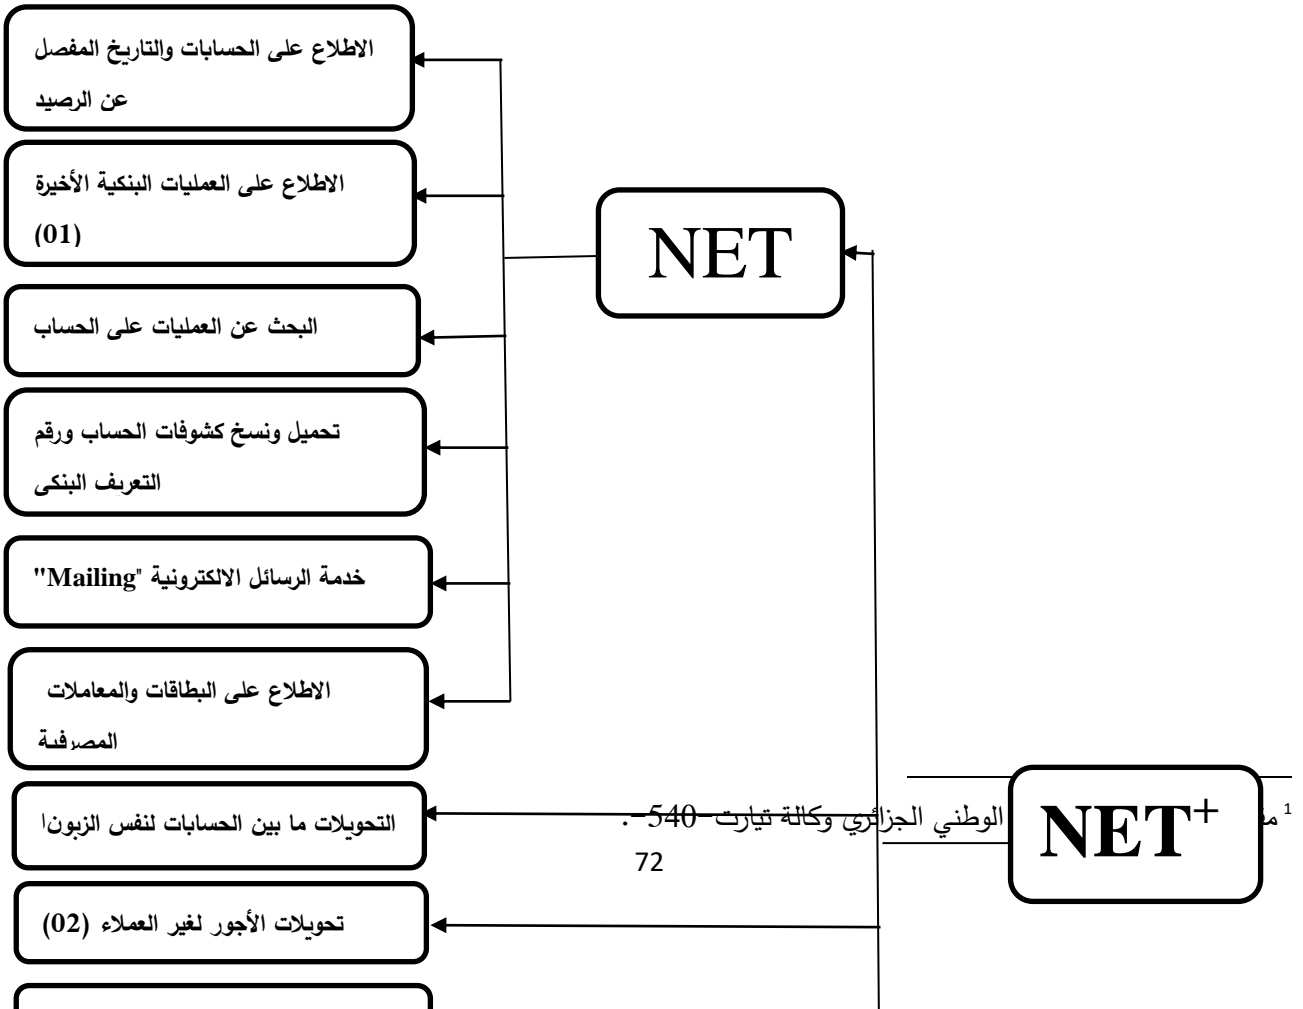 الاطلاع على الحسابات والتاريخ المفصل
عن الرصيد
الاطلاع على العمليات البنكية الأخيرة
(01)
NET
البحث عن العمليات على الحساب
تحميل ونسخ كشوفات الحساب ورقم
التعريف البنكي
خدمة الرسائل الالكترونية "Mailing"
الاطلاع على البطاقات والمعاملات
المصرفية
التحويلات ما بين الحسابات لنفس الزبون
NET+
1
الوطني الجزائري وكالة تيارت-540-.
72
تحويلات الأجور لغير العملاء (02)